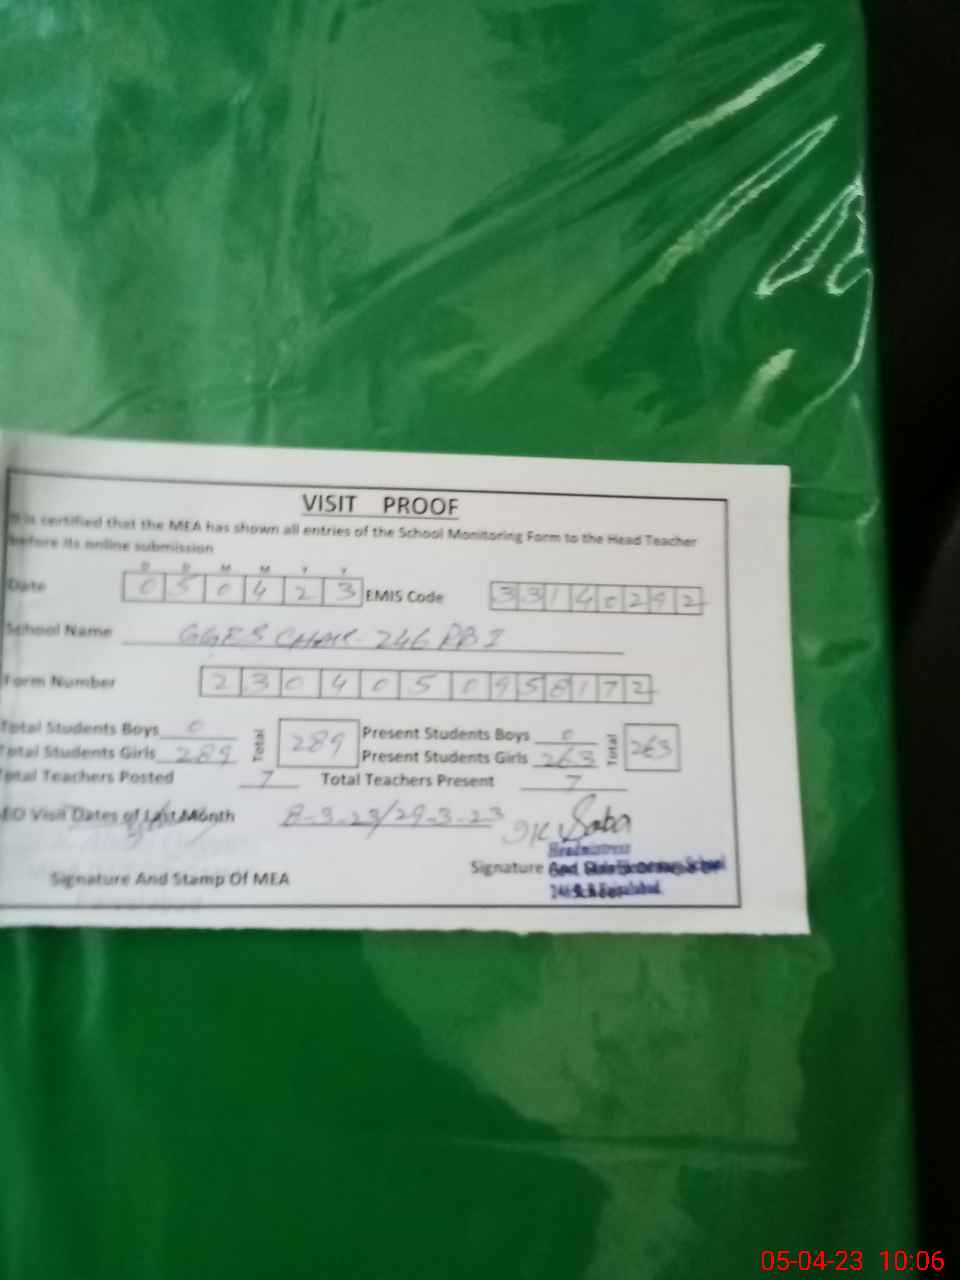 VISIT PROOF
It is certified that the MEA has shown all entries of the School Monitoring Form to the Head Teacher
before its online submission
D D M M Y Y
Date 0 5 0 4 2 3 EMIS Code 3 3 1 4 0 2 9 2
School Name GGES CHAK 246 RB I
Form Number 2 3 0 4 0 5 0 9 5 8 1 7 2
Total Students Boys 0 Total 289 Present Students Boys 0 Total 263
Total Students Girls 289 Present Students Girls 263
Total Teachers Posted 7 Total Teachers Present 7
Visit Dates of Last Month 8-3-23/29-3-23
Saba
Headmistress
Signature And Stamp Of MEA
Signature
05-04-23 10:06